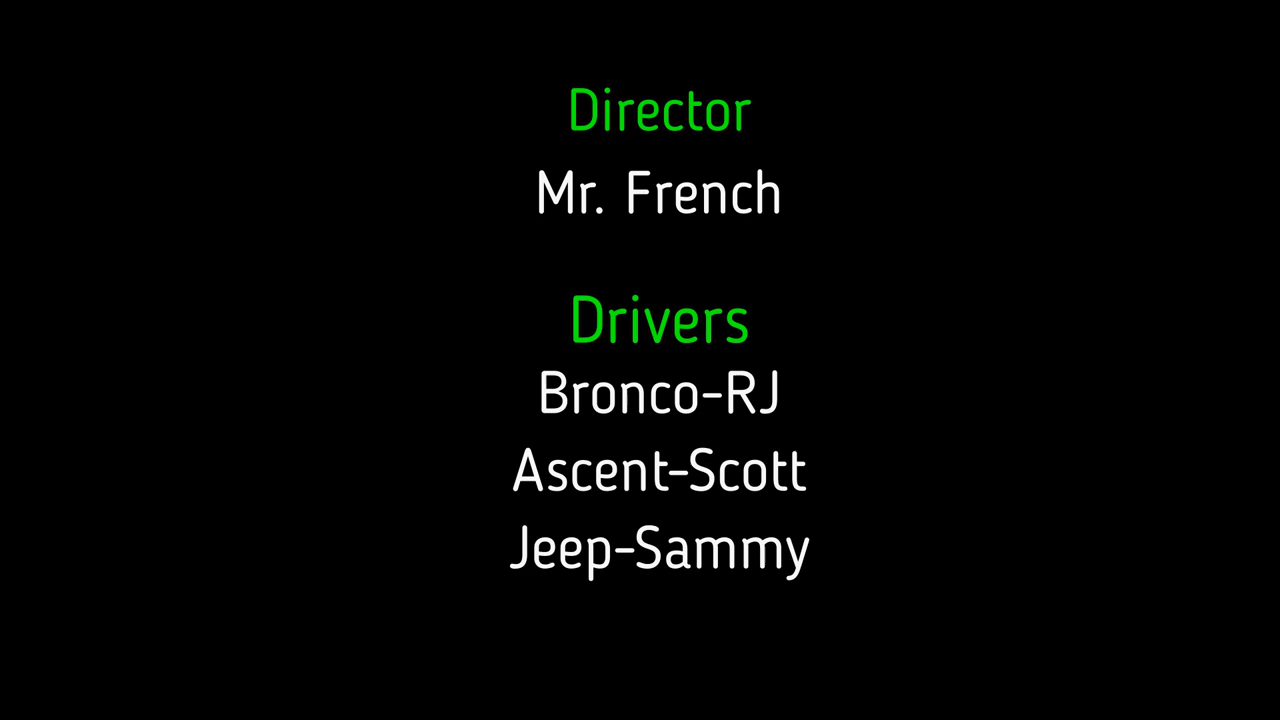 Director
Mr. French
Drivers
Bronco-RJ
Ascent-Scott
Jeep-Sammy